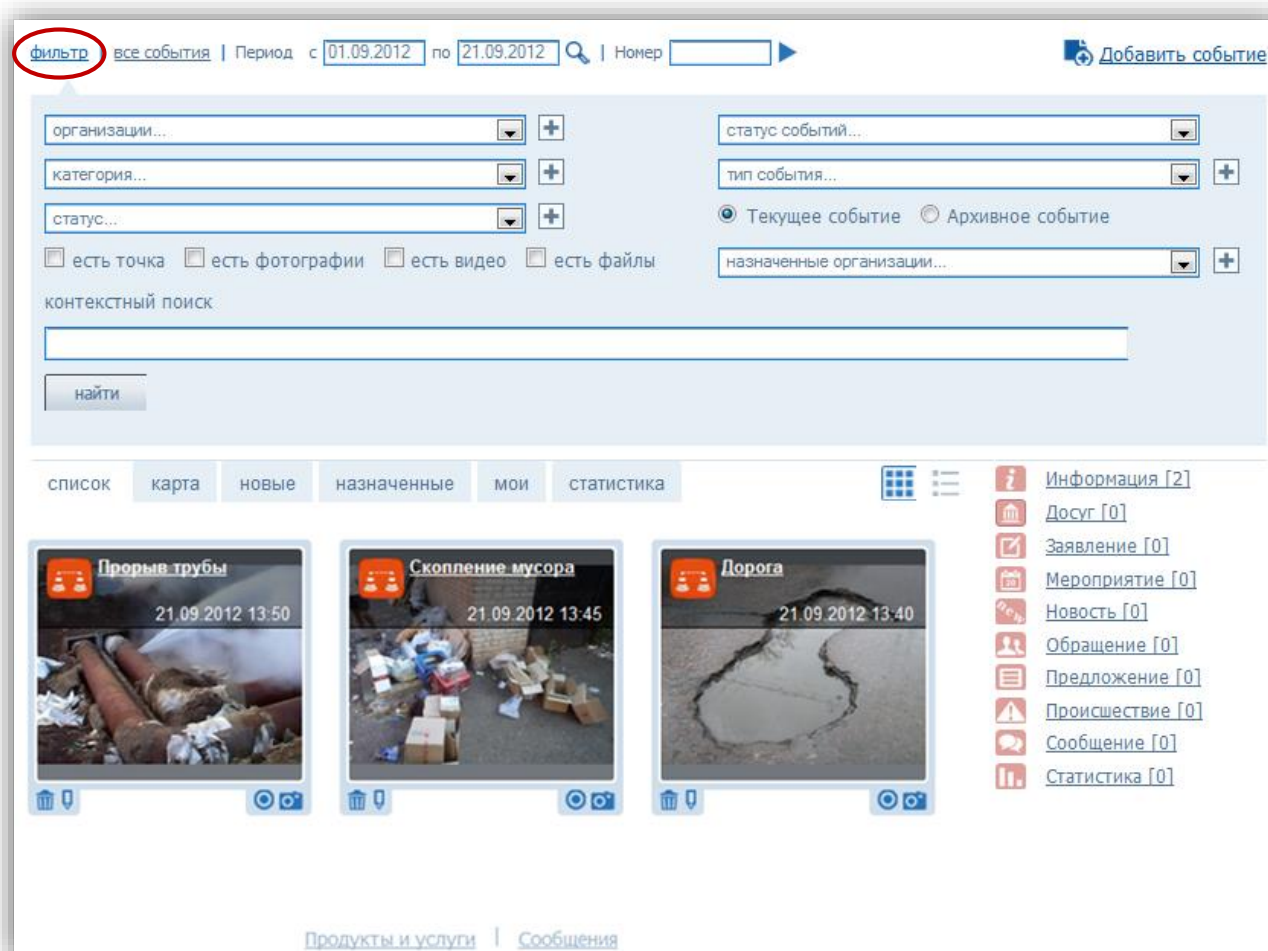 фильтр | все события | Период с 01.09.2012 по 21.09.2012 | Номер
Добавить событие
организации...
статус событий...
категория...
тип события...
статус...
Текущее событие Архивное событие
есть точка есть фотографии есть видео есть файлы
назначенные организации...
контекстный поиск
найти
список карта новые назначенные мои статистика
Прорыв трубы
21.09.2012 13:50
Скопление мусора
21.09.2012 13:45
Дорога
21.09.2012 13:40
Информация [2]
Досуг [0]
Заявление [0]
Мероприятие [0]
Новость [0]
Обращение [0]
Предложение [0]
Происшествие [0]
Сообщение [0]
Статистика [0]
Продукты и услуги | Сообщения